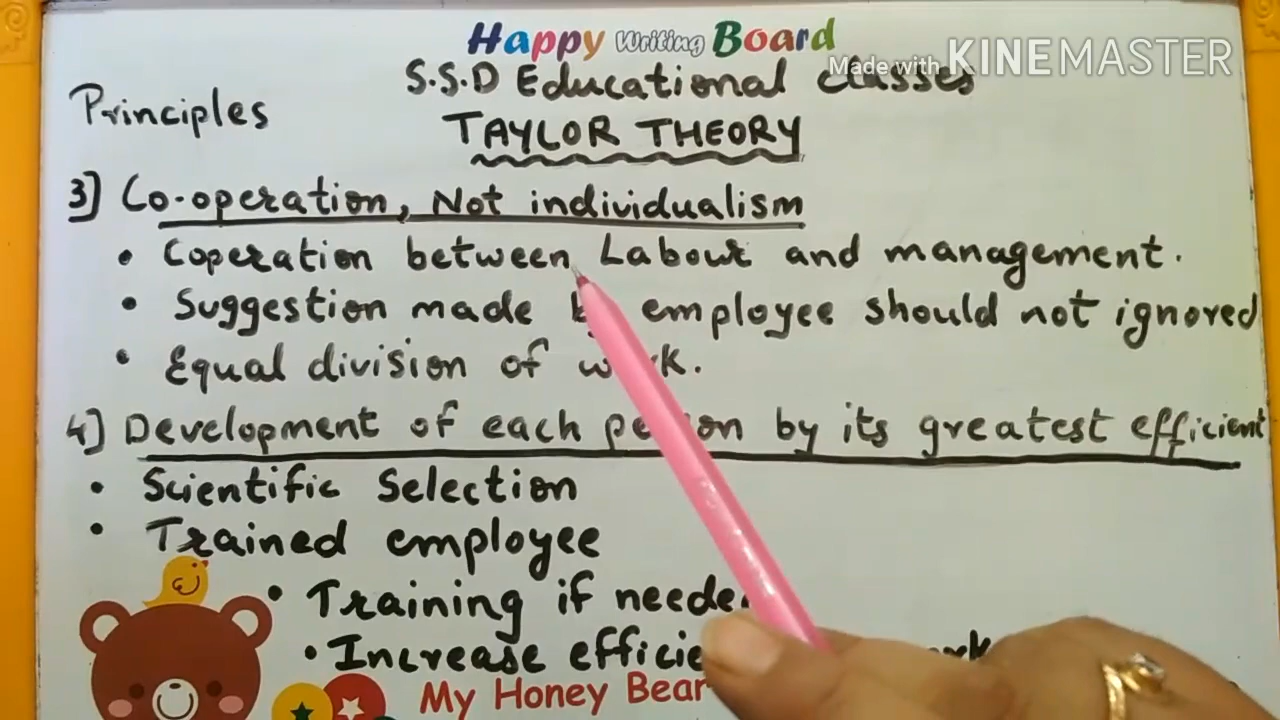 Happy Writing Board
Made with KINEMASTER
S.S.D Educational classes
Principles
TAYLOR THEORY
3] Co-operation, Not individualism
• Coperation between Labour and management.
• Suggestion made employee should not ignored
• Equal division of
4] Development of each by its greatest efficient
• Scientific Selection
• Trained employee
• Training if
• Increase
My Honey Bear